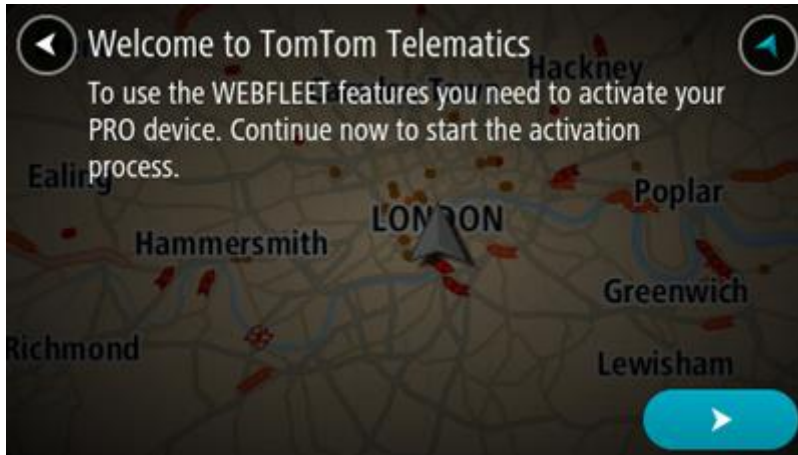 Welcome to TomTom Telematics
To use the WEBFLEET features you need to activate your
PRO device. Continue now to start the activation
process.
Hackney
Ealing
Poplar
LONDON
Hammersmith
Greenwich
Richmond
Lewisham